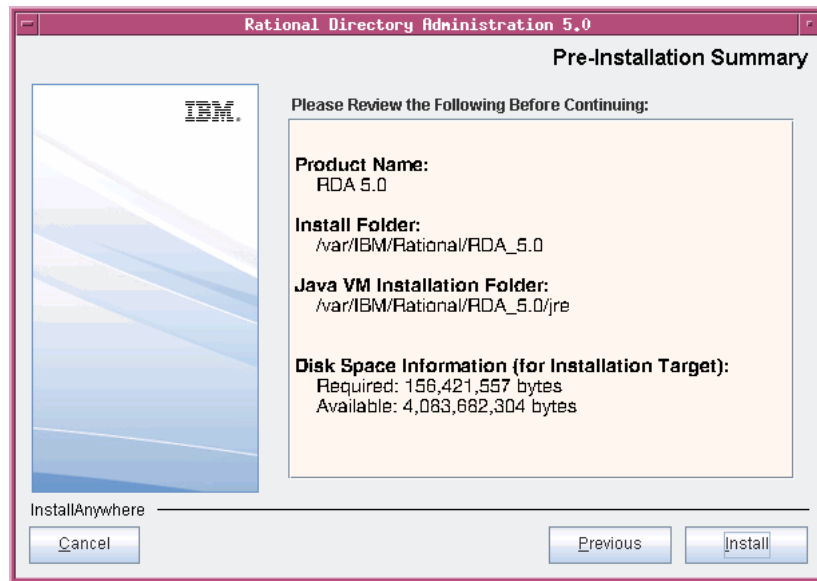 Rational Directory Administration 5.0
Pre-Installation Summary
IBM.
Please Review the Following Before Continuing:
Product Name:
RDA 5.0
Install Folder:
/var/IBM/Rational/RDA_5.0
Java VM Installation Folder:
/var/IBM/Rational/RDA_5.0/jre
Disk Space Information (for Installation Target):
Required: 156,421,557 bytes
Available: 4,083,682,304 bytes
InstallAnywhere
Cancel
Previous
Install